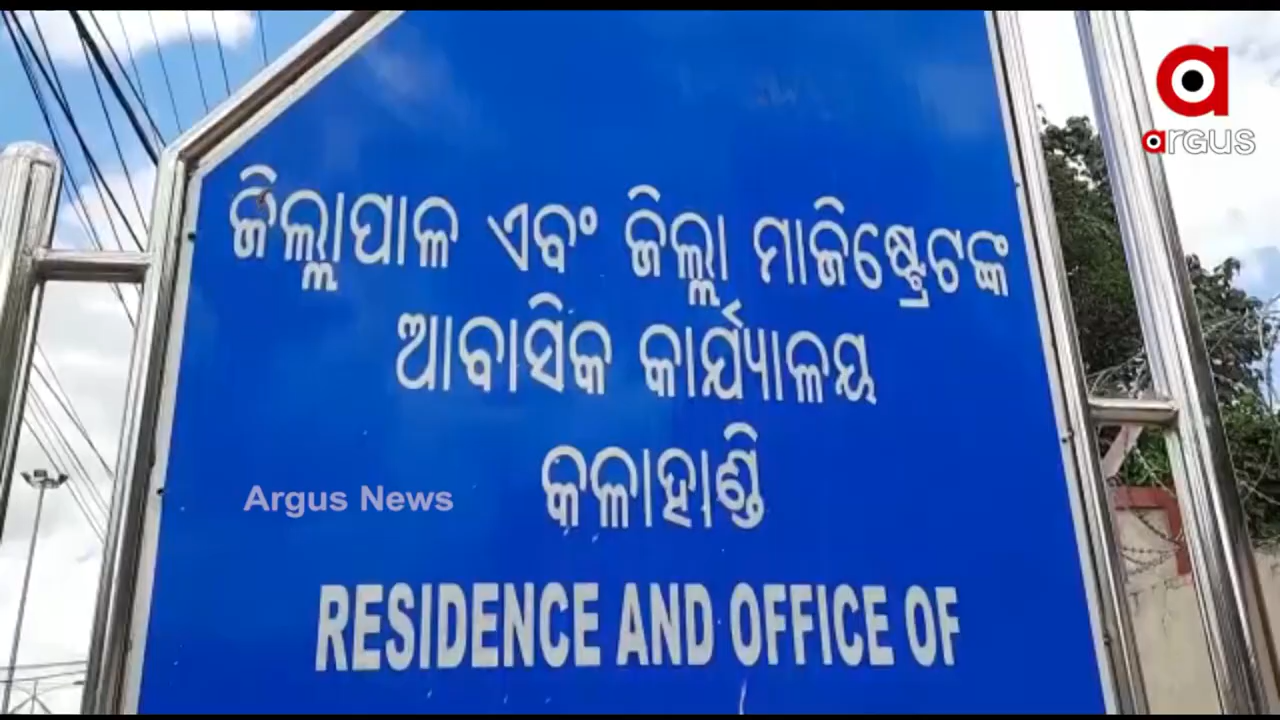 argus
ଜିଲ୍ଲାପାଳ ଏବଂ ଜିଲ୍ଲା ମାଜିଷ୍ଟ୍ରେଟଙ୍କ
ଆବାସିକ କାର୍ଯ୍ୟାଳୟ
କଳାହାଣ୍ଡି
Argus News
RESIDENCE AND OFFICE OF